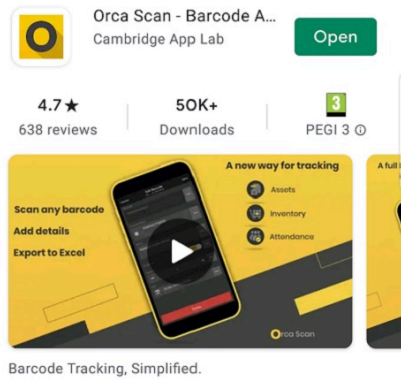 Orca Scan - Barcode A...
Cambridge App Lab
Open
4.7★
638 reviews
50K+
Downloads
3
PEGI 3
A new way for tracking
Assets
Inventory
Attendance
Scan any barcode
Add details
Export to Excel
Orca Scan
A full
Barcode Tracking, Simplified.